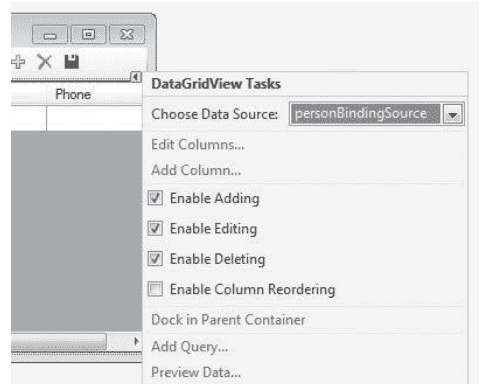 Phone
DataGridView Tasks
Choose Data Source: personBindingSource
Edit Columns...
Add Column...
Enable Adding
Enable Editing
Enable Deleting
Enable Column Reordering
Dock in Parent Container
Add Query...
Preview Data...